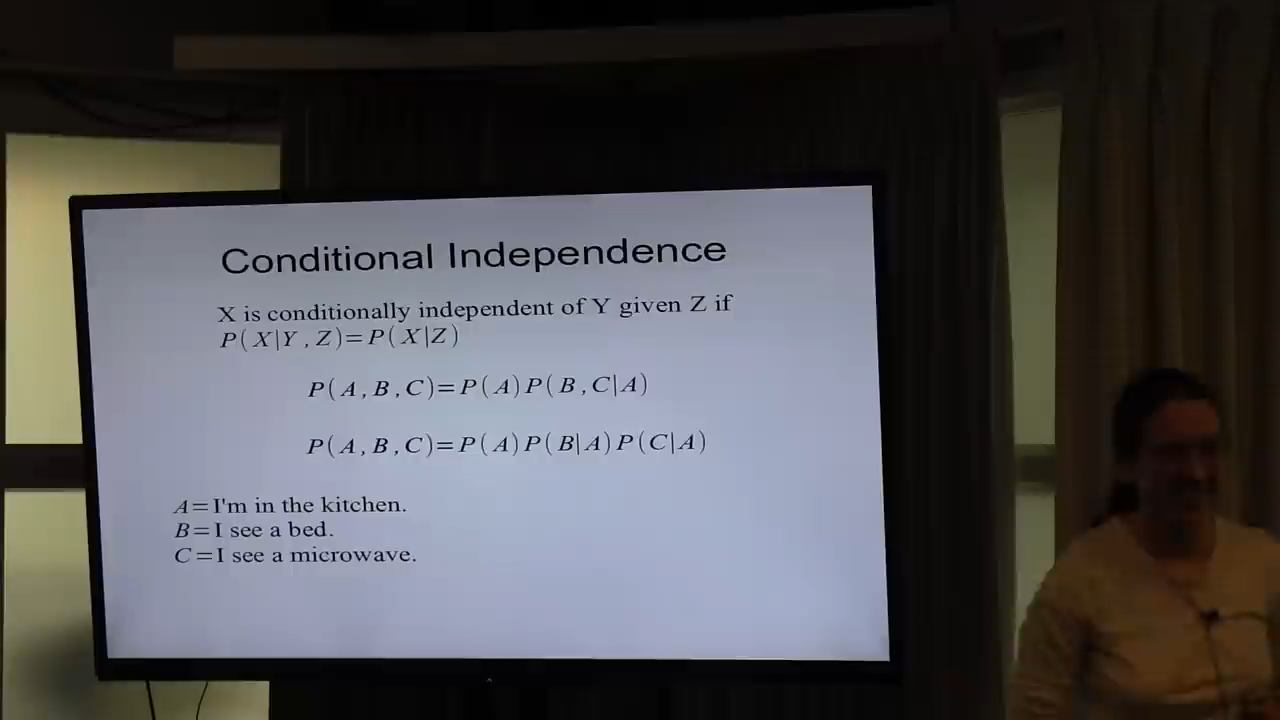 Conditional Independence
X is conditionally independent of Y given Z if
P(X|Y,Z)=P(X|Z)
P(A,B,C)=P(A)P(B,C|A)
P(A,B,C)=P(A)P(B|A)P(C|A)
A=I'm in the kitchen.
B=I see a bed.
C=I see a microwave.